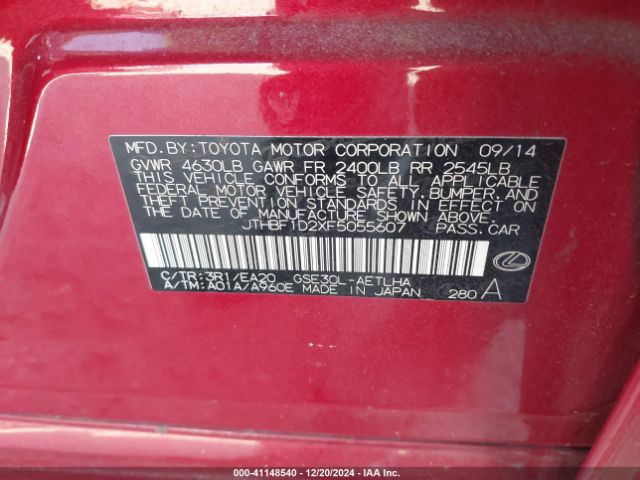 MFD.BY:TOYOTA MOTOR CORPORATION 09/14
GVWR 4630LB GAWR FR 2400LB RR 2545LB
THIS VEHICLE CONFORMS TO ALL APPLICABLE
FEDERAL MOTOR VEHICLE SAFETY,BUMPER,AND
THEFT PREVENTION STANDARDS IN EFFECT ON
THE DATE OF MANUFACTURE SHOWN ABOVE.
JTHBF1D2XF5055607 PASS.CAR
C/TR:3R1/EA20 GSE30L-AETLHA
A/TM:A01A/A960E MADE IN JAPAN 280 A
000-41148540 - 12/20/2024 - IAA Inc.